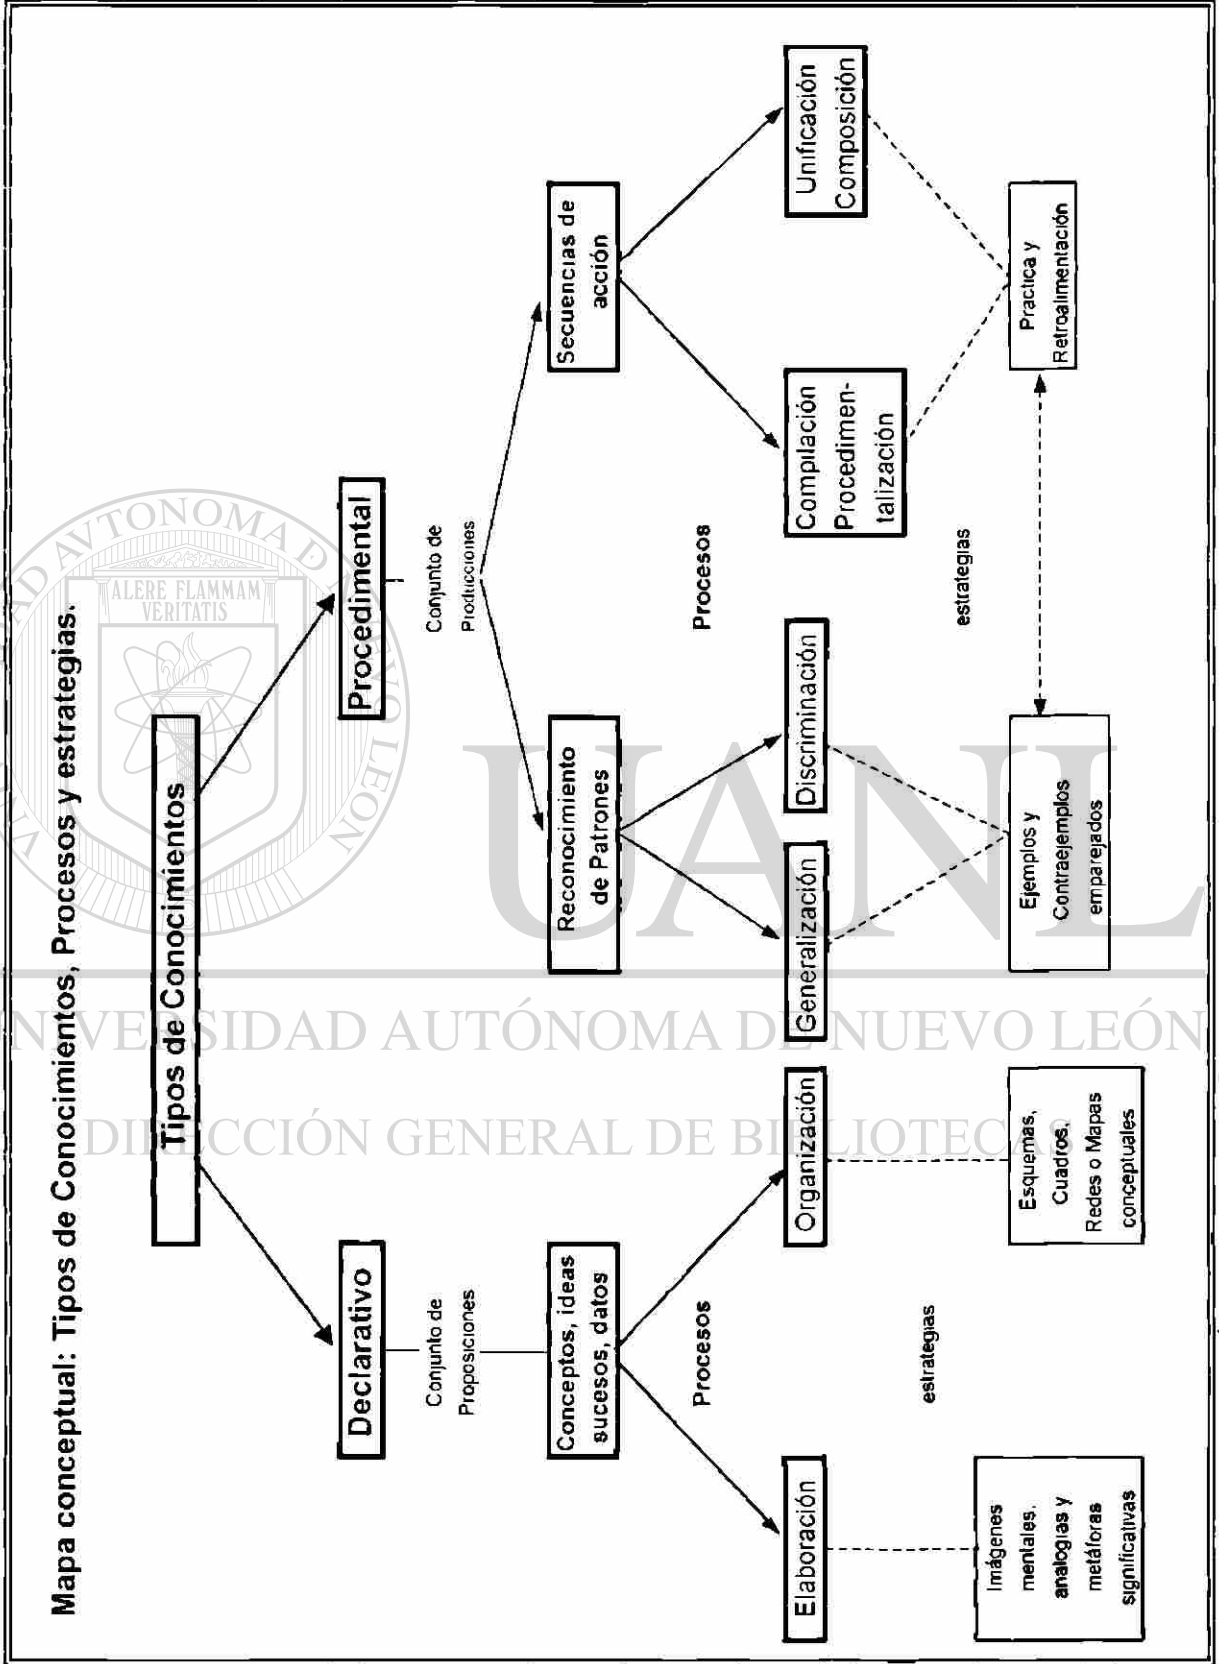 Mapa conceptual: Tipos de Conocimientos, Procesos y estrategias.
Tipos de Conocimientos
Declarativo
Procedimental
Conjunto de
Proposiciones
Conjunto de
Producciones
Conceptos, ideas
sucesos, datos
Reconocimiento
de Patrones
Secuencias de
acción
Procesos
Procesos
Elaboración
Organización
Generalización
Discriminación
Compilación
Procedimen-
talización
Unificación
Composición
estrategias
estrategias
Imágenes
mentales,
analogias y
metáforas
significativas
Esquemas,
Cuadros,
Redes o Mapas
conceptuales
Ejemplos y
Contraejemplos
emparejados
Practica y
Retroalimentación
ALERE FLAMMAM
VERITATIS
UANL
UNIVERSIDAD AUTÓNOMA DE NUEVO LEÓN
DIRECCIÓN GENERAL DE BIBLIOTECAS